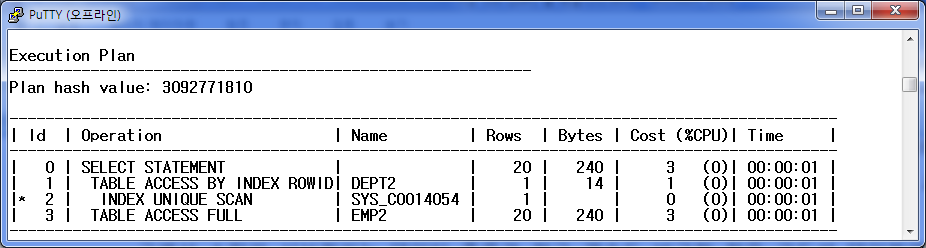 PuTTY (오프라인)
Execution Plan
----------------------------------------------------------
Plan hash value: 3092771810
--------------------------------------------------------------------------------------------
| Id  | Operation                   | Name         | Rows  | Bytes | Cost (%CPU)| Time     |
--------------------------------------------------------------------------------------------
|   0 | SELECT STATEMENT            |              |    20 |   240 |     3   (0)| 00:00:01 |
|   1 |  TABLE ACCESS BY INDEX ROWID| DEPT2        |     1 |    14 |     1   (0)| 00:00:01 |
|*  2 |   INDEX UNIQUE SCAN         | SYS_C0014054 |     1 |       |     0   (0)| 00:00:01 |
|   3 |  TABLE ACCESS FULL          | EMP2         |    20 |   240 |     3   (0)| 00:00:01 |
--------------------------------------------------------------------------------------------